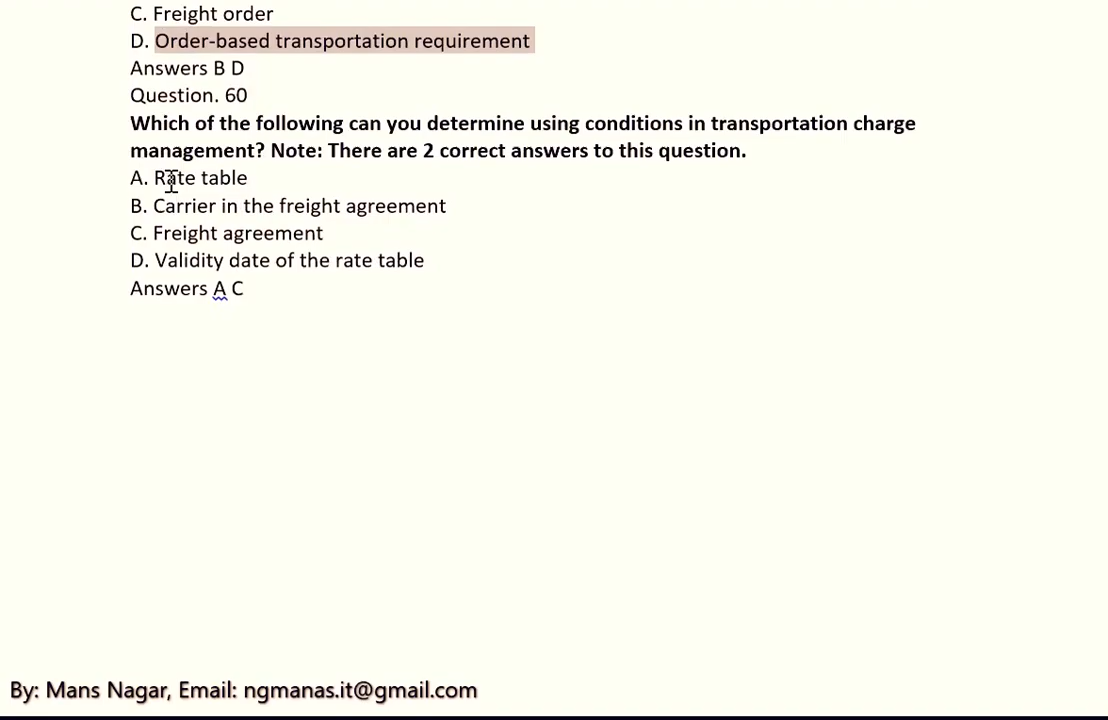 C. Freight order
D. Order-based transportation requirement
Answers B D
Question. 60
Which of the following can you determine using conditions in transportation charge
management? Note: There are 2 correct answers to this question.
A. Rate table
B. Carrier in the freight agreement
C. Freight agreement
D. Validity date of the rate table
Answers A C
By: Mans Nagar, Email: ngmanas.it@gmail.com